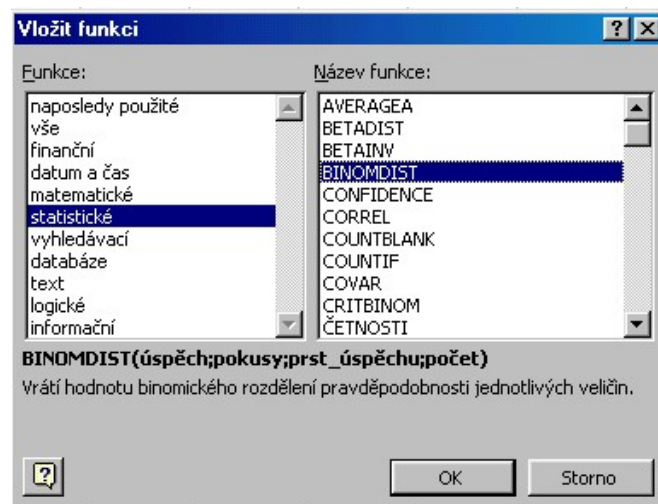 Vložit funkci
Funkce:
naposledy použité
vše
finanční
datum a čas
matematické
statistické
vyhledávací
databáze
text
logické
informační
Název funkce:
AVERAGEA
BETADIST
BETAINV
BINOMDIST
CONFIDENCE
CORREL
COUNTBLANK
COUNTIF
COVAR
CRITBINOM
ČETNOSTI
BINOMDIST(úspěch;pokusy;prst_úspěchu;počet)
Vrátí hodnotu binomického rozdělení pravděpodobnosti jednotlivých veličin.
OK
Storno